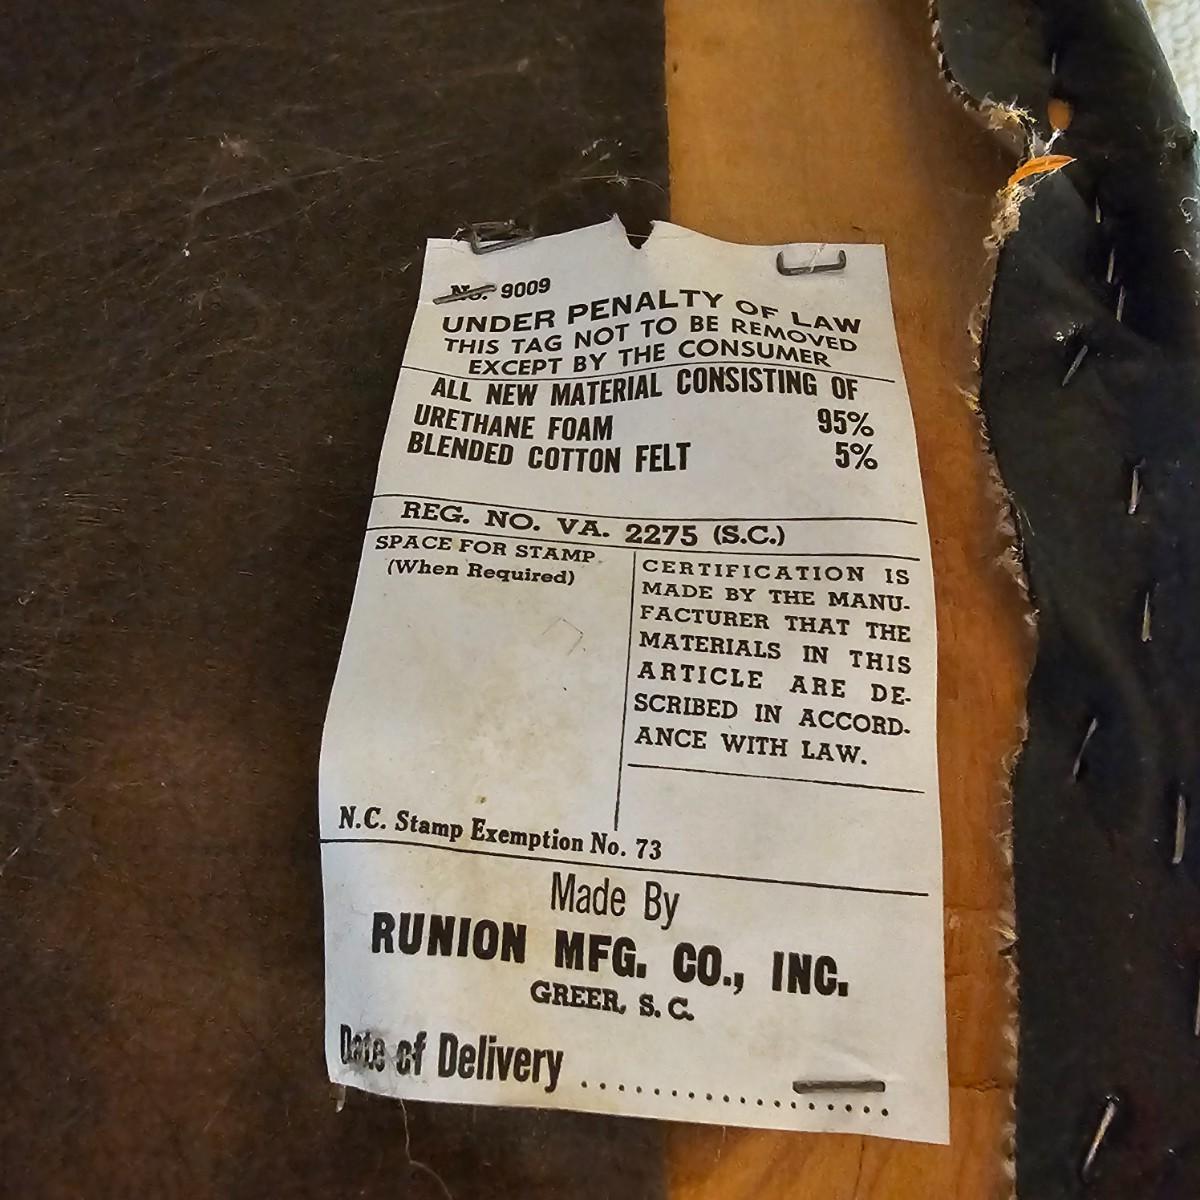 No. 9009
UNDER PENALTY OF LAW
THIS TAG NOT TO BE REMOVED
EXCEPT BY THE CONSUMER
ALL NEW MATERIAL CONSISTING OF
URETHANE FOAM 95%
BLENDED COTTON FELT 5%
REG. NO. VA. 2275 (S.C.)
SPACE FOR STAMP
(When Required)
CERTIFICATION IS
MADE BY THE MANU-
FACTURER THAT THE
MATERIALS IN THIS
ARTICLE ARE DE-
SCRIBED IN ACCORD-
ANCE WITH LAW.
N.C. Stamp Exemption No. 73
Made By
RUNION MFG. CO., INC.
GREER, S. C.
Date of Delivery ....................